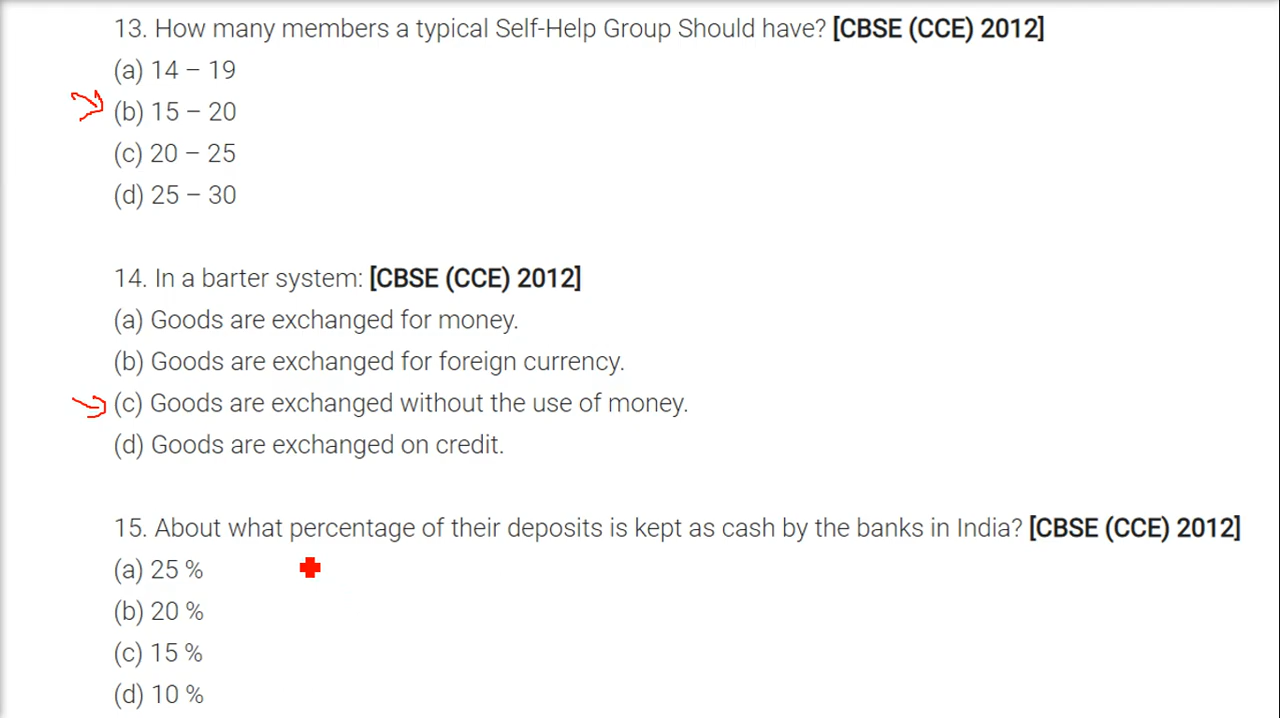 13. How many members a typical Self-Help Group Should have? [CBSE (CCE) 2012]
(a) 14 – 19
(b) 15 – 20
(c) 20 – 25
(d) 25 – 30
14. In a barter system: [CBSE (CCE) 2012]
(a) Goods are exchanged for money.
(b) Goods are exchanged for foreign currency.
(c) Goods are exchanged without the use of money.
(d) Goods are exchanged on credit.
15. About what percentage of their deposits is kept as cash by the banks in India? [CBSE (CCE) 2012]
(a) 25 %
(b) 20 %
(c) 15 %
(d) 10 %